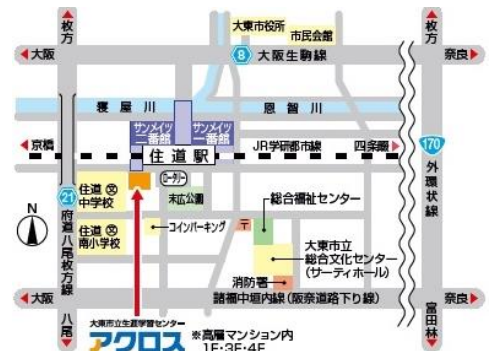 枚方
大東市役所
市民会館
枚方
大阪
8 大阪生駒線
奈良
寝屋川
恩智川
サンメイツ
二番館
サンメイツ
一番館
京橋
住道駅
JR学研都市線
四条畷
170
外環状線
21
府道八尾枚方線
住道 文
中学校
ロータリー
末広公園
総合福祉センター
N
住道 文
南小学校
コインパーキング
〒
大東市立
総合文化センター
(サーティホール)
消防署
大阪
諸福中垣内線(阪奈道路下り線)
奈良
八尾
富田林
大東市立生涯学習センター
アクロス
※高層マンション内
1F・3F・4F